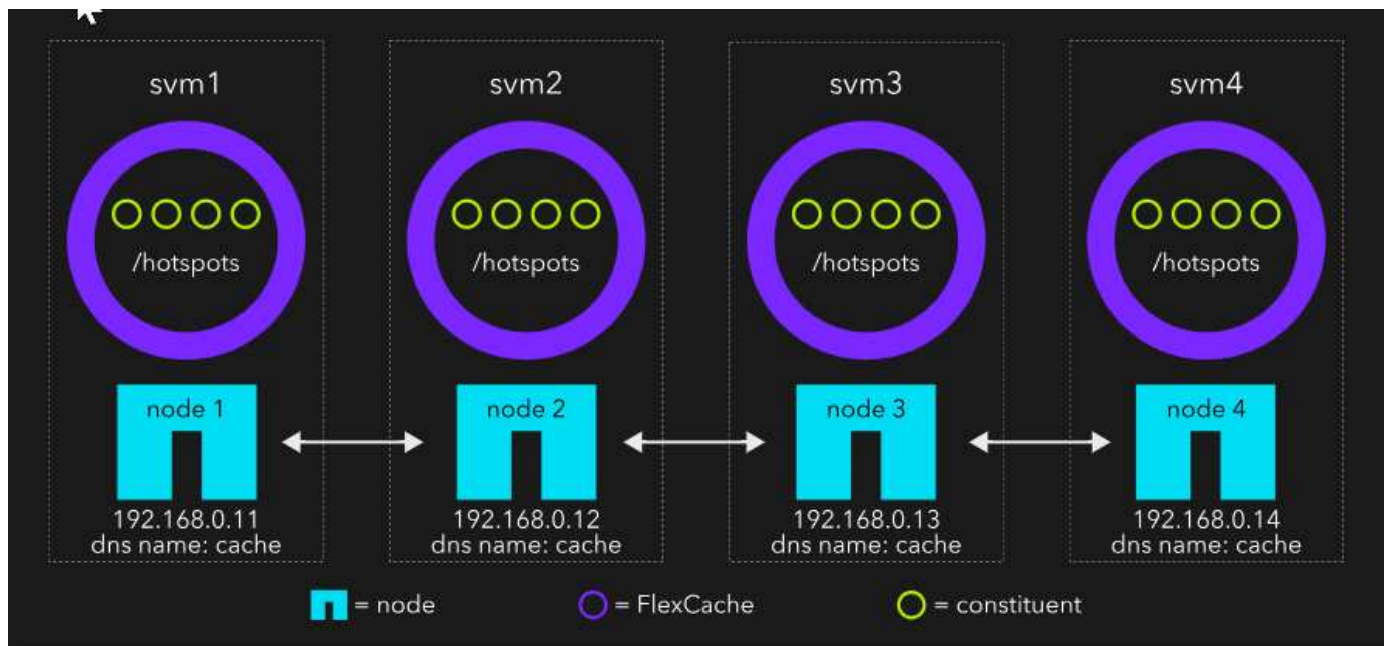 svm1
svm2
svm3
svm4
/hotspots
/hotspots
/hotspots
/hotspots
node 1
node 2
node 3
node 4
192.168.0.11
dns name: cache
192.168.0.12
dns name: cache
192.168.0.13
dns name: cache
192.168.0.14
dns name: cache
= node
= FlexCache
= constituent